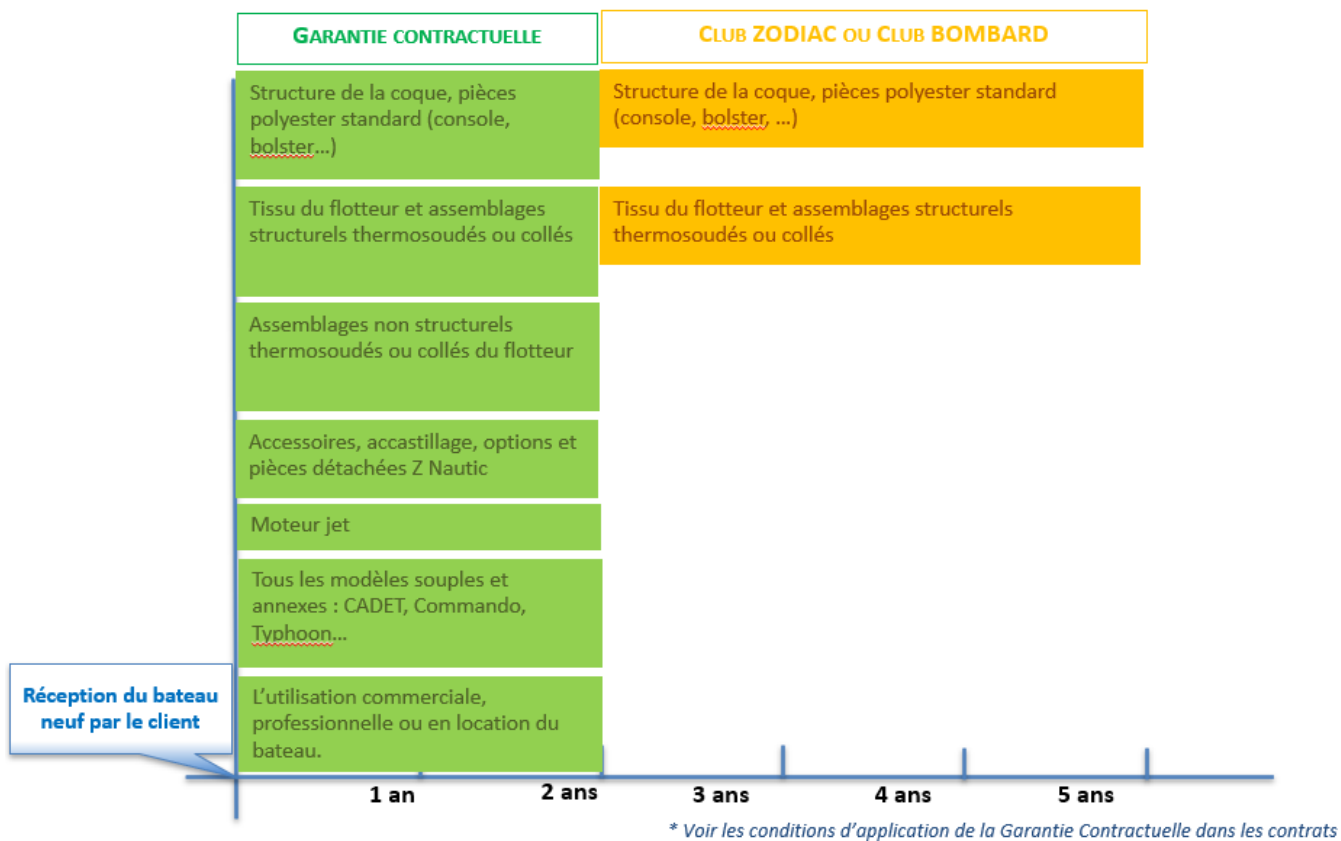 GARANTIE CONTRACTUELLE
CLUB ZODIAC OU CLUB BOMBARD
Structure de la coque, pièces
polyester standard (console,
bolster…)
Structure de la coque, pièces polyester standard
(console, bolster, …)
Tissu du flotteur et assemblages
structurels thermosoudés ou collés
Tissu du flotteur et assemblages structurels
thermosoudés ou collés
Assemblages non structurels
thermosoudés ou collés du flotteur
Accessoires, accastillage, options et
pièces détachées Z Nautic
Moteur jet
Tous les modèles souples et
annexes : CADET, Commando,
Typhoon…
Réception du bateau
neuf par le client
L’utilisation commerciale,
professionnelle ou en location du
bateau.
1 an
2 ans
3 ans
4 ans
5 ans
* Voir les conditions d’application de la Garantie Contractuelle dans les contrats